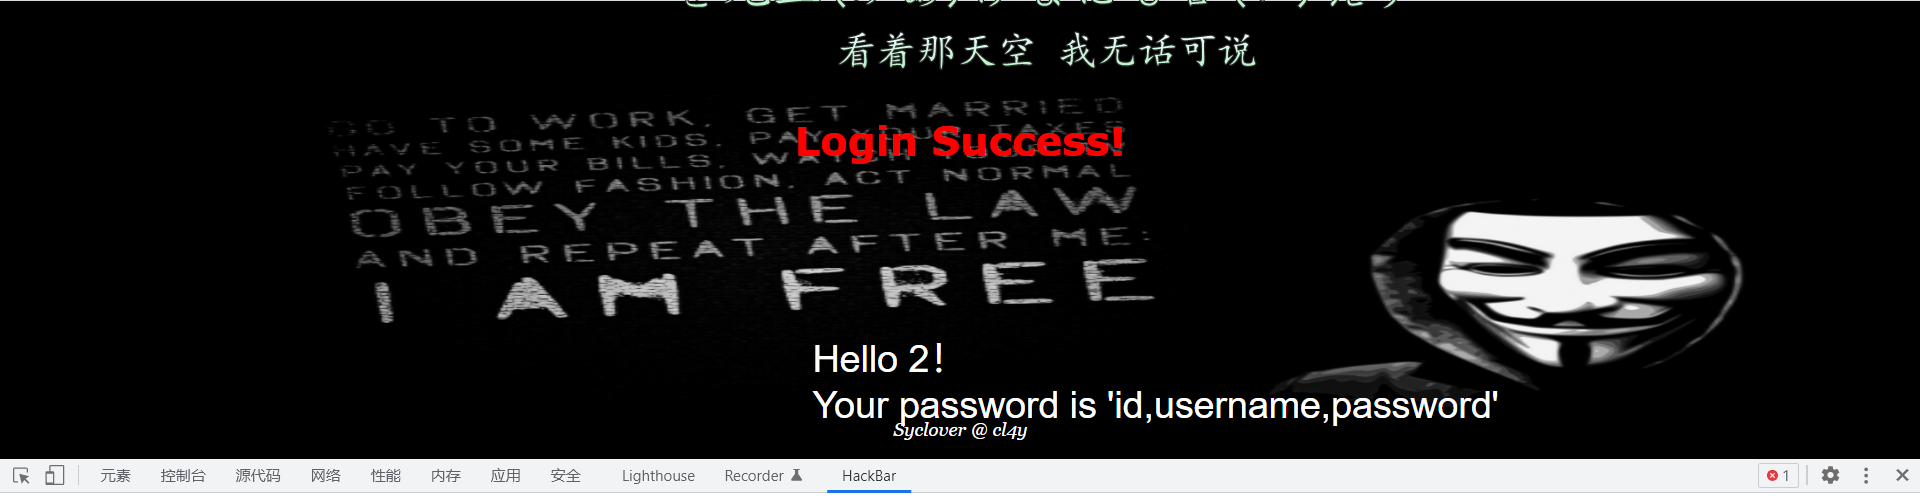 看着那天空 我无话可说
GO TO WORK, GET MARRIED
HAVE SOME KIDS, PAY YOUR TAXES
Login Success!
PAY YOUR BILLS, WATCH YOUR TV
FOLLOW FASHION, ACT NORMAL
OBEY THE LAW
AND REPEAT AFTER ME:
I AM FREE
Hello 2!
Your password is 'id,username,password'
Syclover @ cl4y
元素 控制台 源代码 网络 性能 内存 应用 安全 Lighthouse Recorder HackBar 1